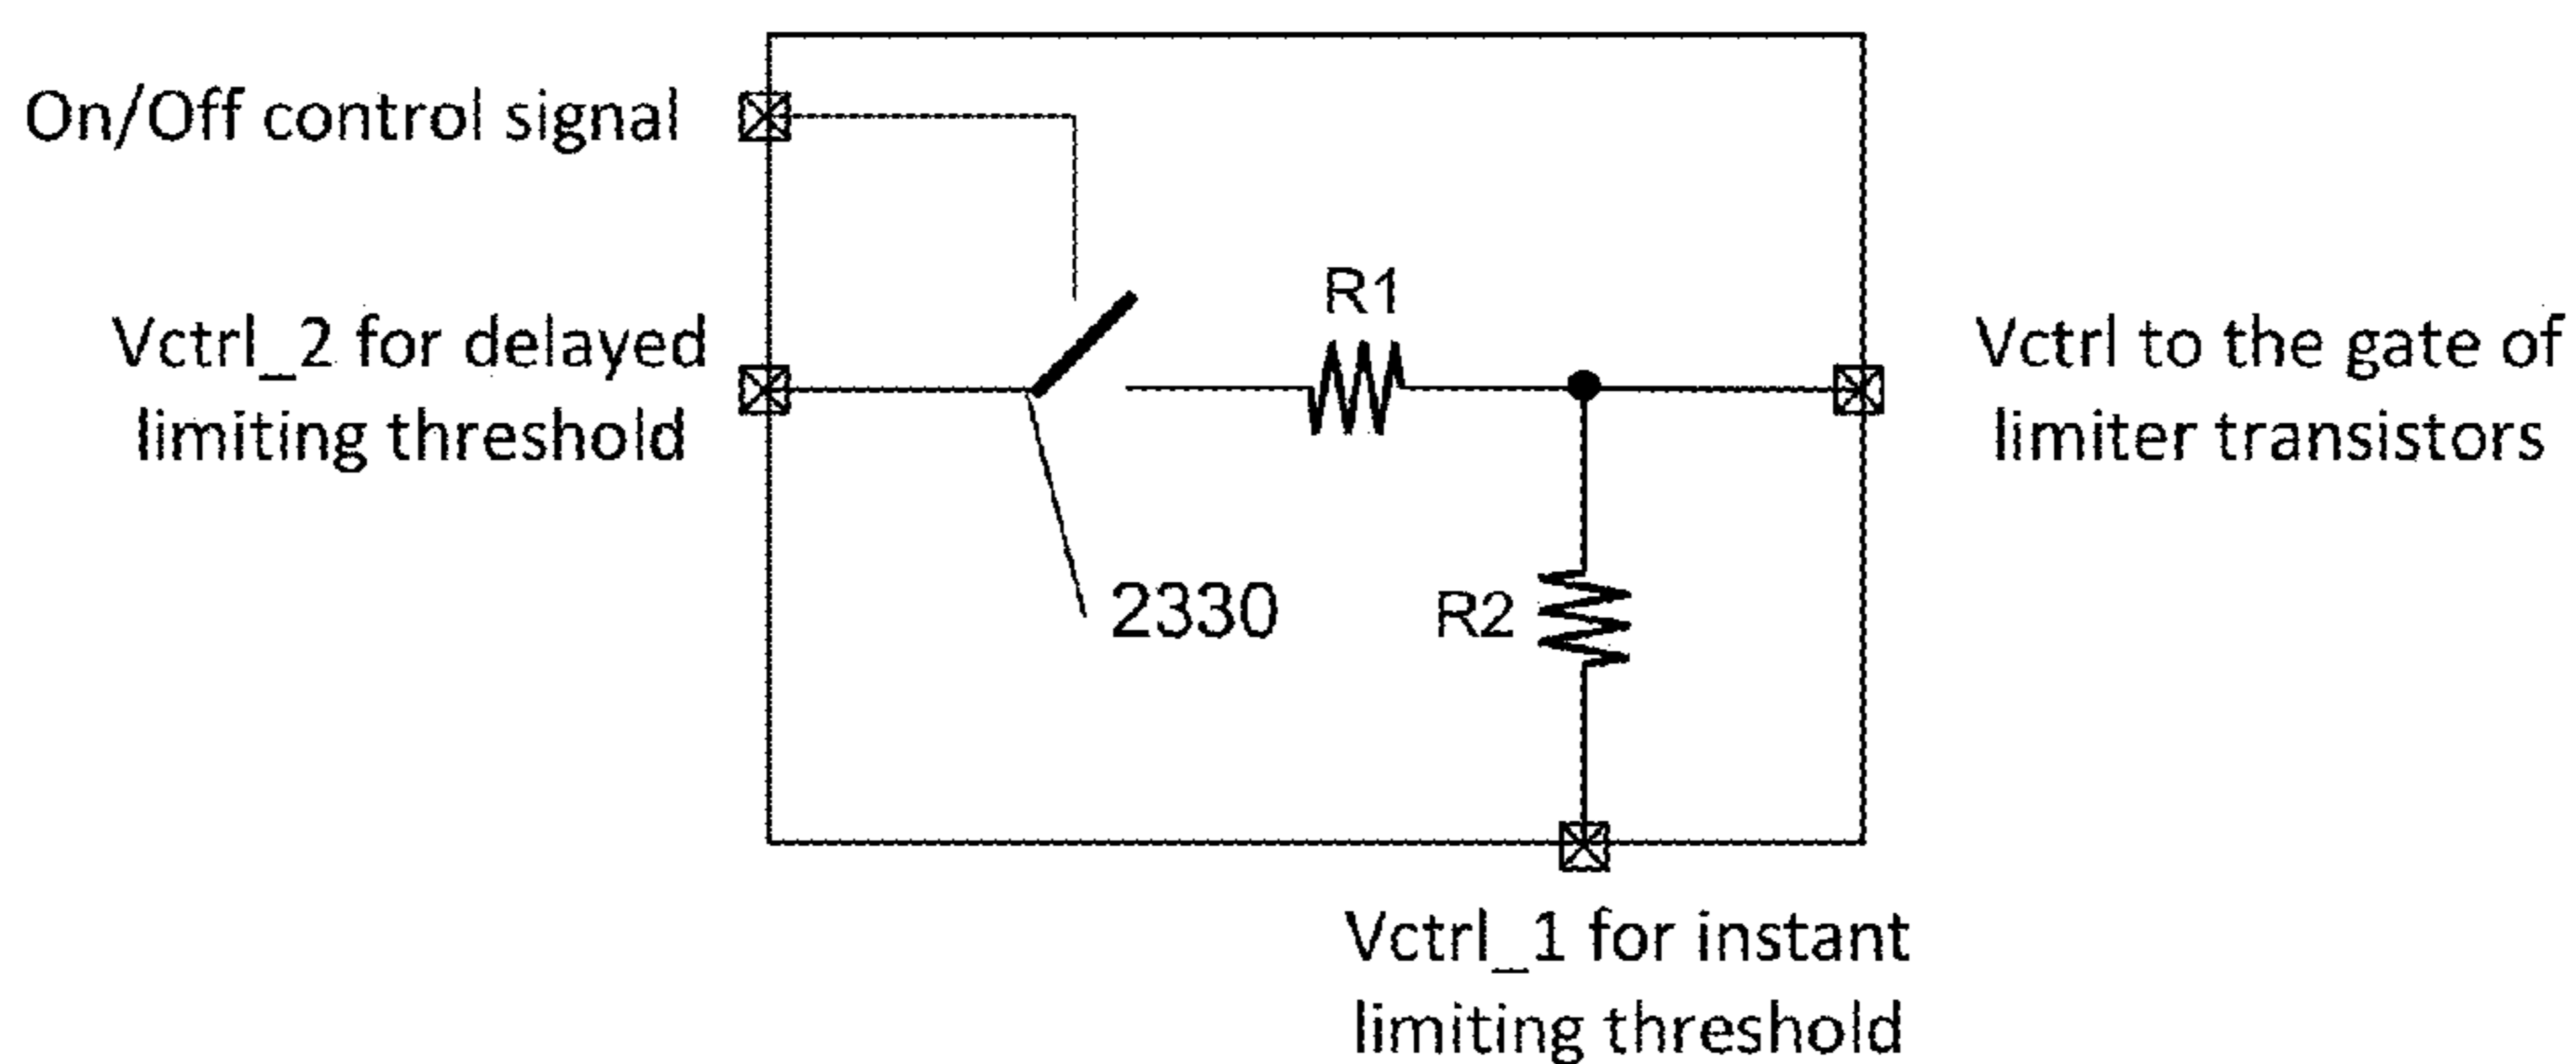 On/Off control signal
R1
Vctrl_2 for delayed
limiting threshold
Vctrl to the gate of
limiter transistors
2330
R2
Vctrl_1 for instant
limiting threshold